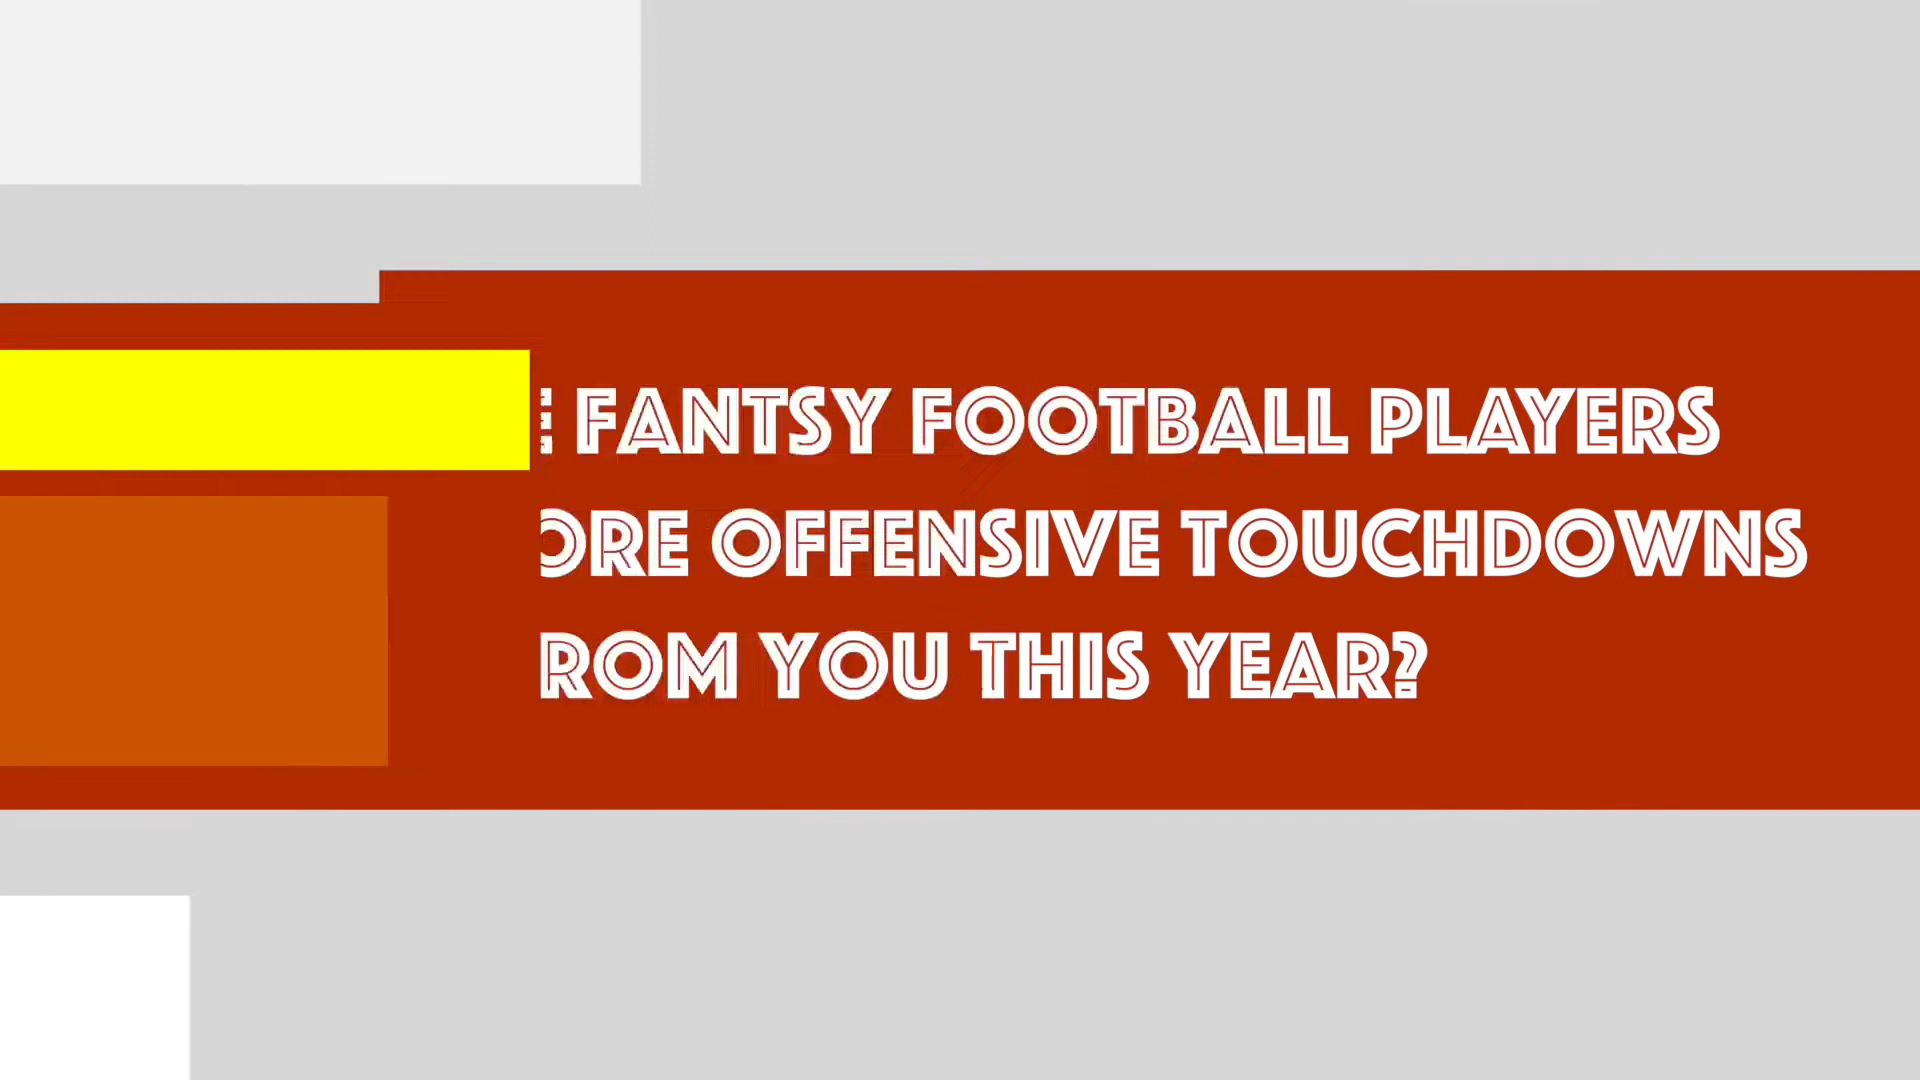 FANTSY FOOTBALL PLAYERS
ORE OFFENSIVE TOUCHDOWNS
ROM YOU THIS YEAR?